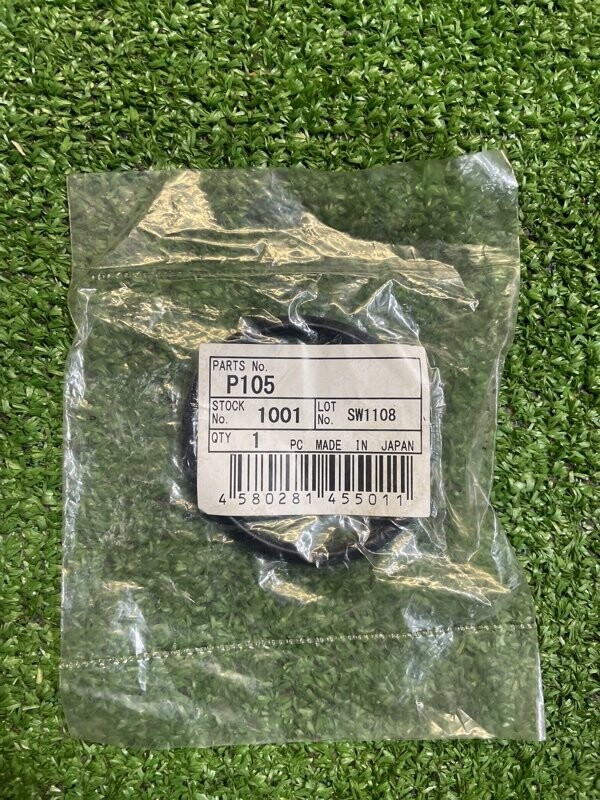 PARTS No.
P105
STOCK No. 1001 LOT No. SW1108
QTY 1 PC MADE IN JAPAN
4 580281 455011